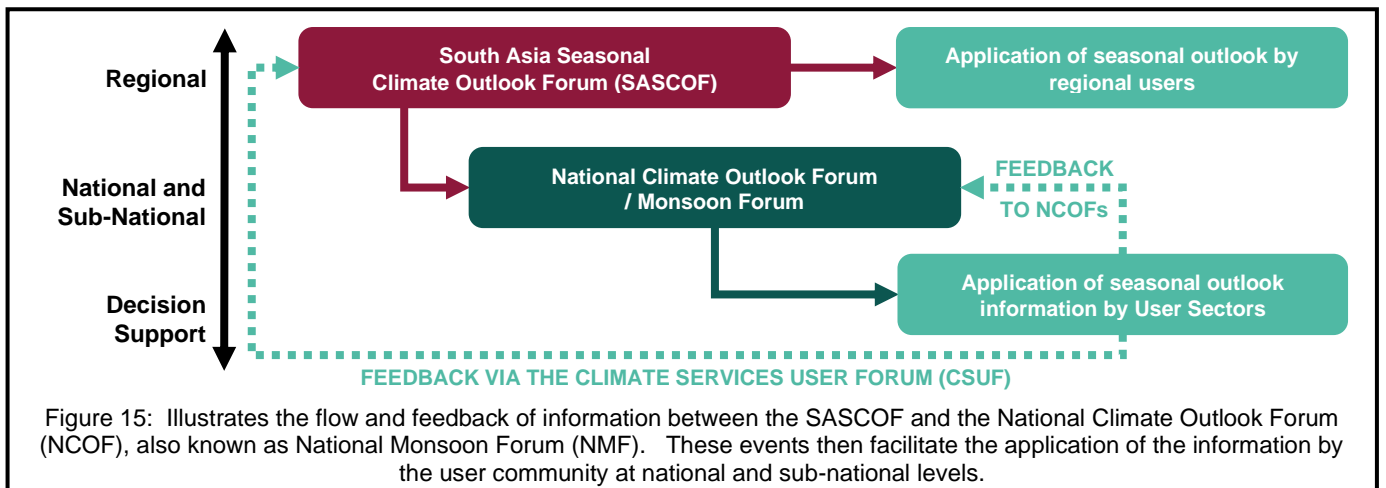 Regional
South Asia Seasonal
Climate Outlook Forum (SASCOF)
Application of seasonal outlook by
regional users
National and
Sub-National
National Climate Outlook Forum
/ Monsoon Forum
FEEDBACK
TO NCOFs
Decision
Support
Application of seasonal outlook
information by User Sectors
FEEDBACK VIA THE CLIMATE SERVICES USER FORUM (CSUF)
Figure 15: Illustrates the flow and feedback of information between the SASCOF and the National Climate Outlook Forum
(NCOF), also known as National Monsoon Forum (NMF). These events then facilitate the application of the information by
the user community at national and sub-national levels.